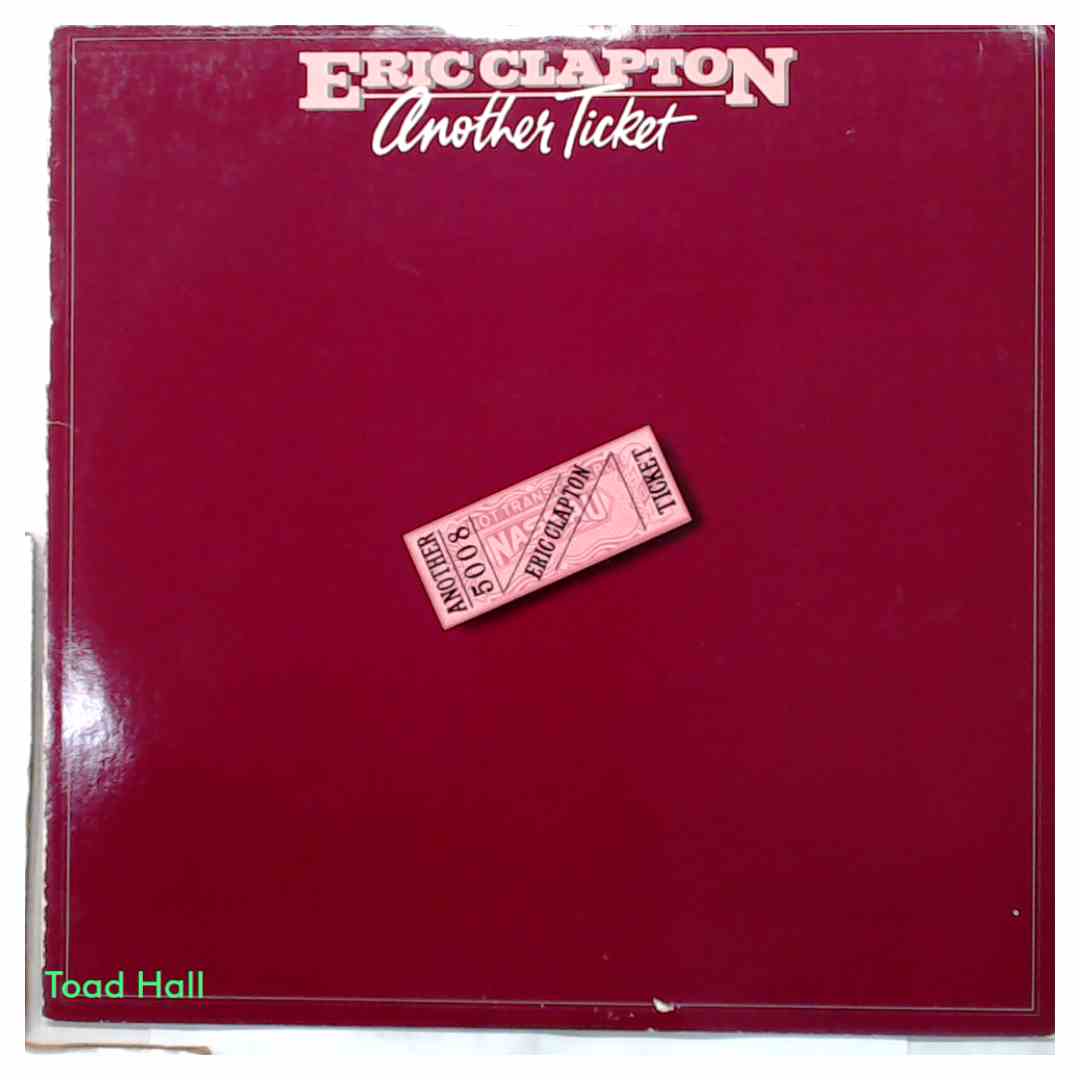 ERIC CLAPTON
Another Ticket
ANOTHER
5008
ERIC CLAPTON
TICKET
Toad Hall